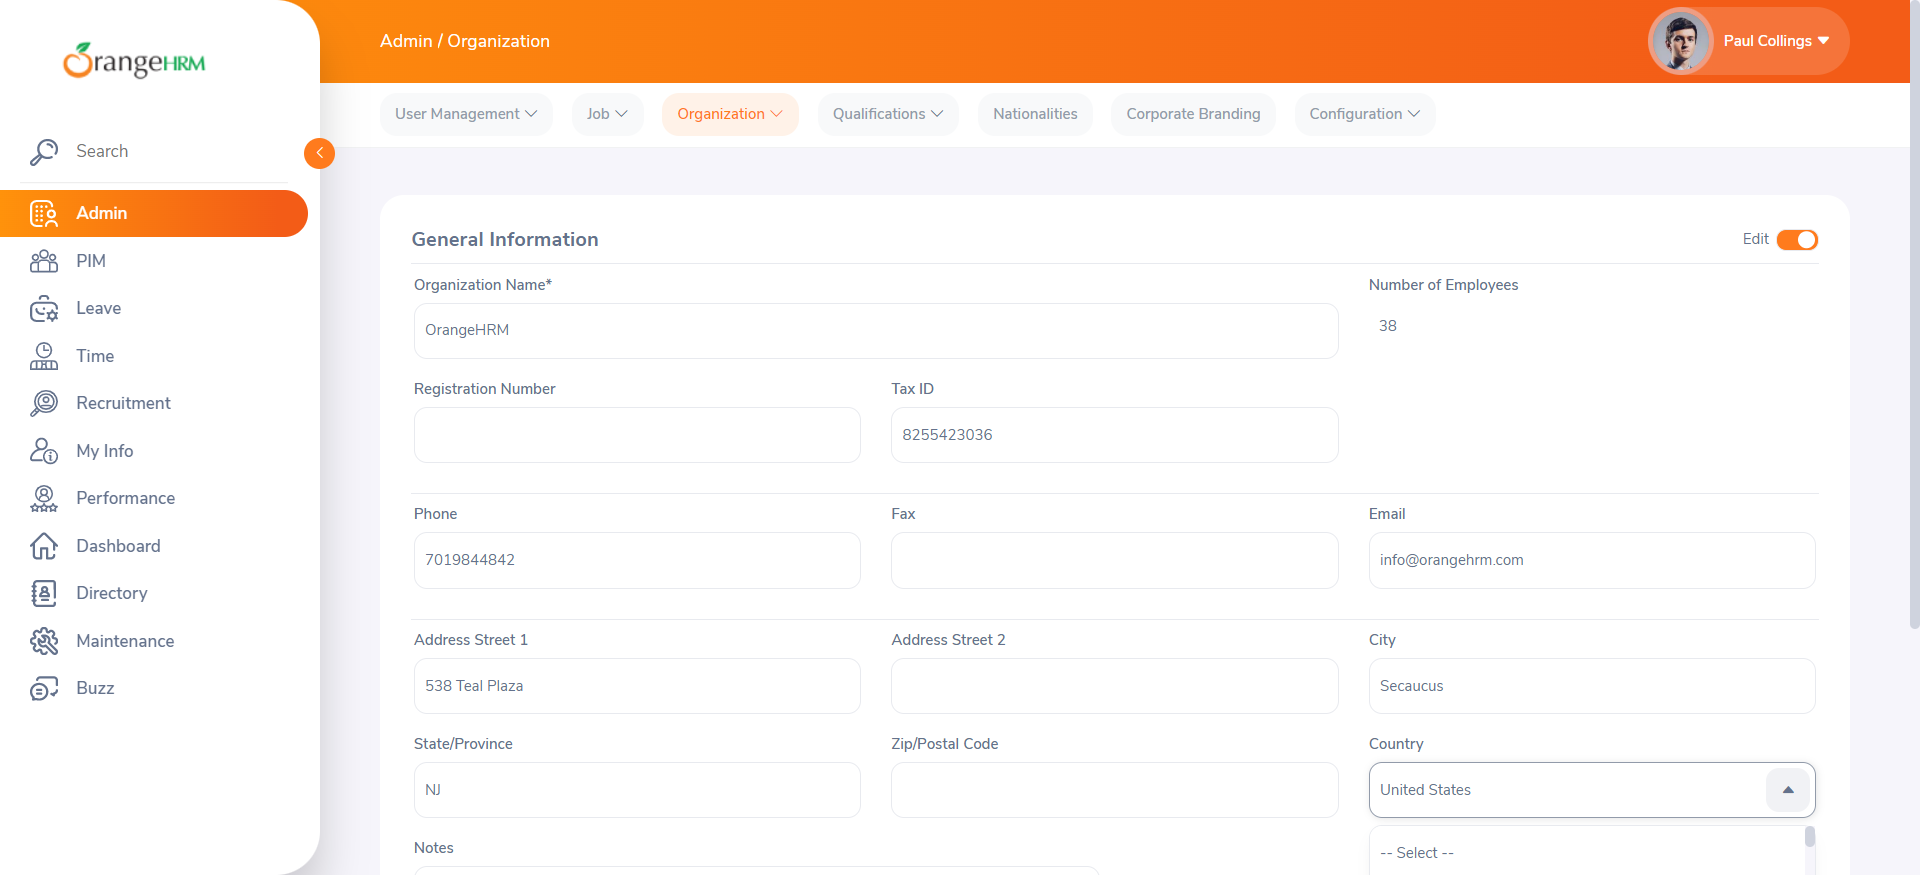 OrangeHRM
Search
Admin
PIM
Leave
Time
Recruitment
My Info
Performance
Dashboard
Directory
Maintenance
Buzz
Admin / Organization
Paul Collings
User Management
Job
Organization
Qualifications
Nationalities
Corporate Branding
Configuration
General Information
Edit
Organization Name*
Number of Employees
OrangeHRM
38
Registration Number
Tax ID
8255423036
Phone
Fax
Email
7019844842
info@orangehrm.com
Address Street 1
Address Street 2
City
538 Teal Plaza
Secaucus
State/Province
Zip/Postal Code
Country
NJ
United States
Notes
-- Select --